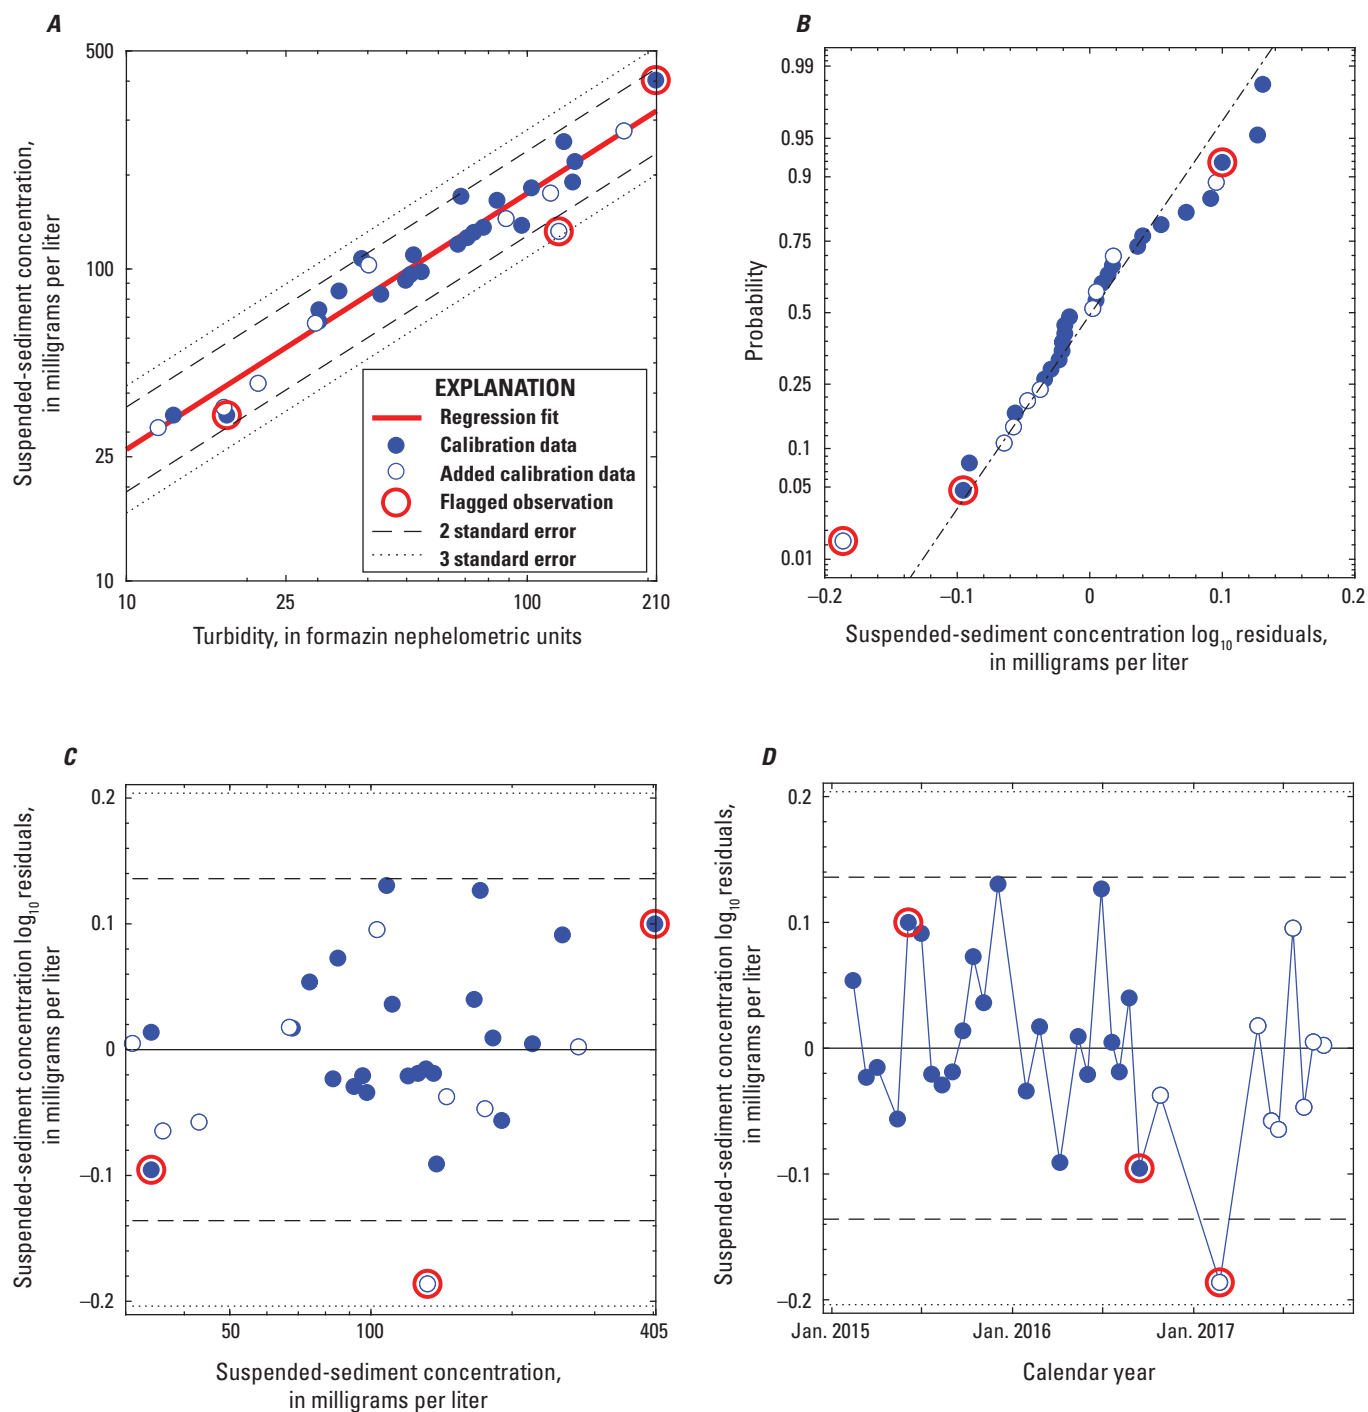 A
Suspended-sediment concentration,
in milligrams per liter
500
100
25
10
10
25
100
210
Turbidity, in formazin nephelometric units
EXPLANATION
Regression fit
Calibration data
Added calibration data
Flagged observation
2 standard error
3 standard error
B
Probability
0.99
0.95
0.9
0.75
0.5
0.25
0.1
0.05
0.01
−0.2
−0.1
0
0.1
0.2
Suspended-sediment concentration log10 residuals,
in milligrams per liter
C
Suspended-sediment concentration log10 residuals,
in milligrams per liter
0.2
0.1
0
−0.1
−0.2
50
100
405
Suspended-sediment concentration,
in milligrams per liter
D
Suspended-sediment concentration log10 residuals,
in milligrams per liter
0.2
0.1
0
−0.1
−0.2
Jan. 2015
Jan. 2016
Jan. 2017
Calendar year